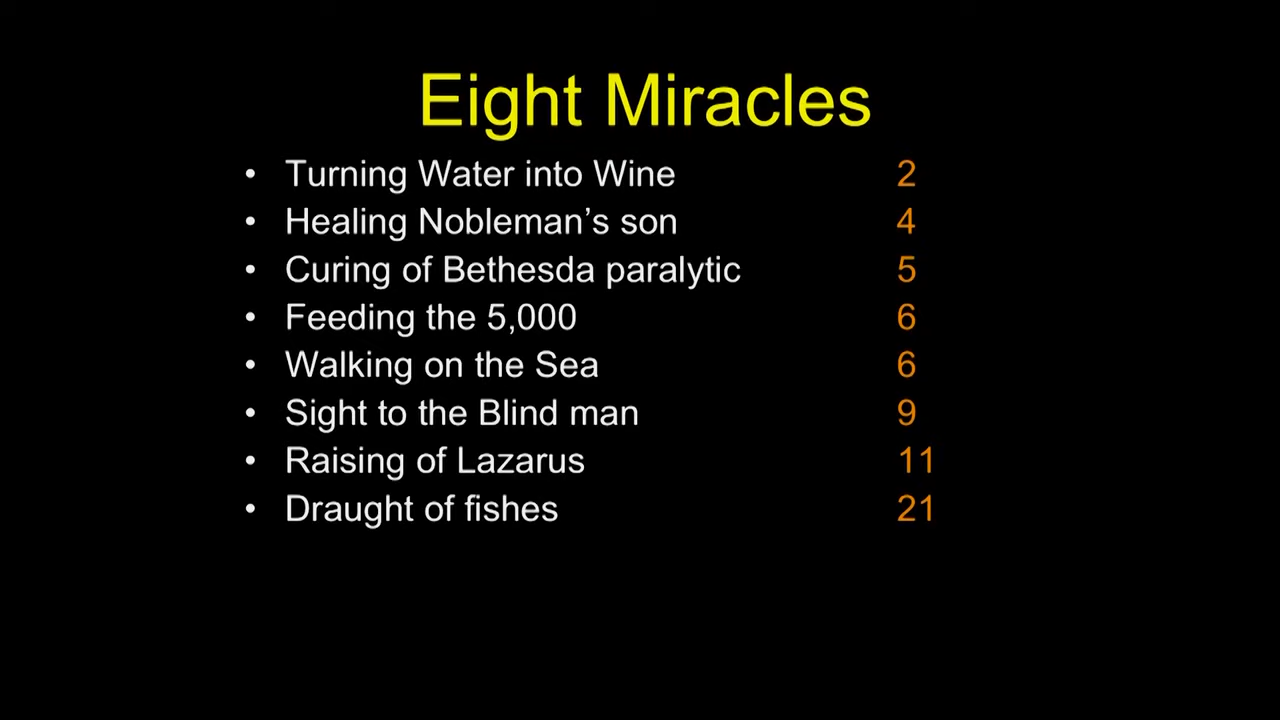 Eight Miracles
• Turning Water into Wine 2
• Healing Nobleman’s son 4
• Curing of Bethesda paralytic 5
• Feeding the 5,000 6
• Walking on the Sea 6
• Sight to the Blind man 9
• Raising of Lazarus 11
• Draught of fishes 21